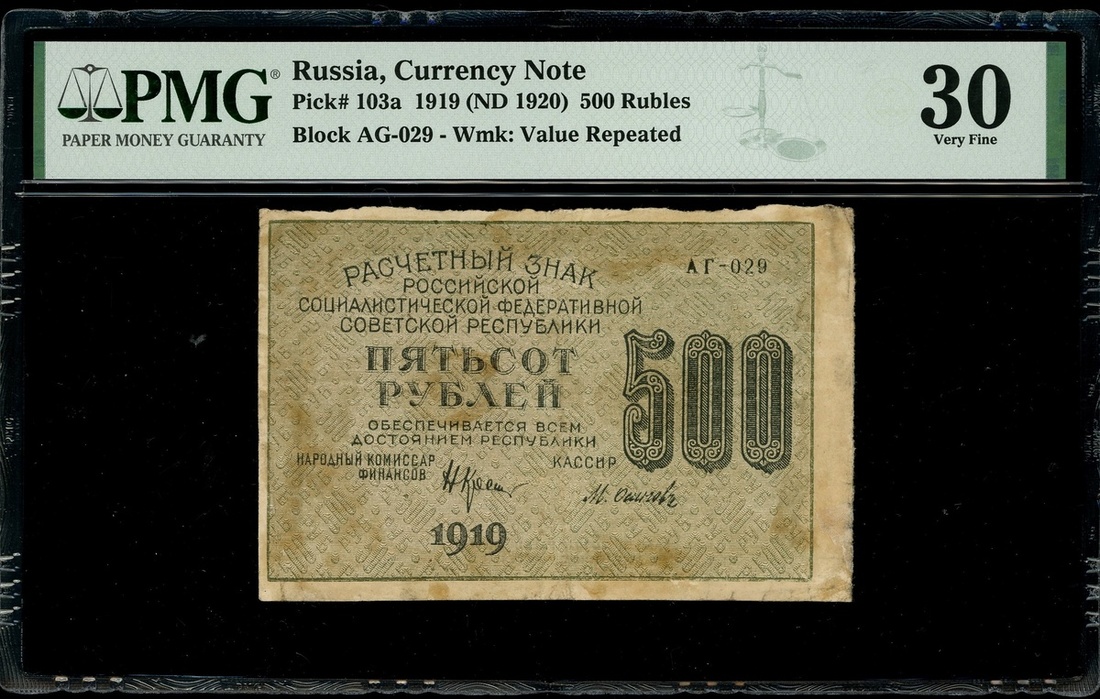 PMG®
PAPER MONEY GUARANTY
Russia, Currency Note
Pick# 103a 1919 (ND 1920) 500 Rubles
Block AG-029 - Wmk: Value Repeated
30
Very Fine
РАСЧЕТНЫЙ ЗНАК
АГ-029
РОССИЙСКОЙ
СОЦИАЛИСТИЧЕСКОЙ ФЕДЕРАТИВНОЙ
СОВЕТСКОЙ РЕСПУБЛИКИ
ПЯТЬСОТ
РУБЛЕЙ
500
ОБЕСПЕЧИВАЕТСЯ ВСЕМ
ДОСТОЯНИЕМ РЕСПУБЛИКИ
НАРОДНЫЙ КОМИССАР
ФИНАНСОВ
КАССИР
1919